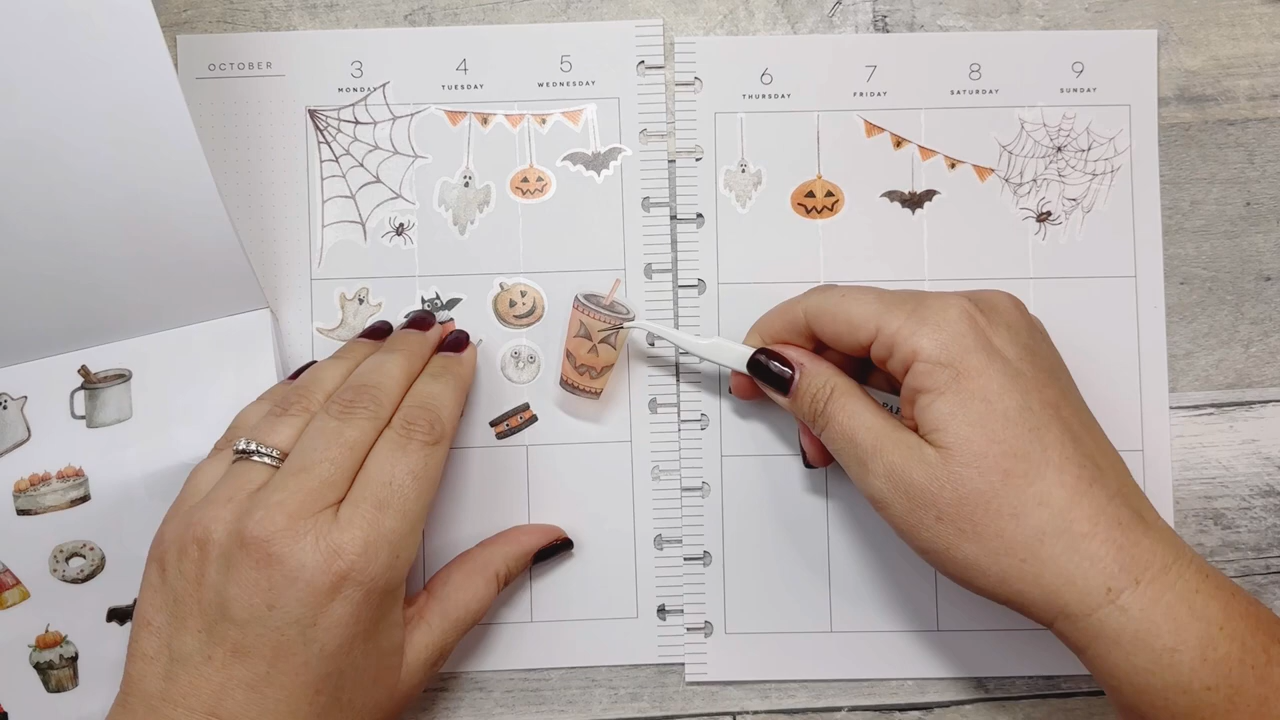 OCTOBER
3 4 5
MONDAY TUESDAY WEDNESDAY
6 7 8 9
THURSDAY FRIDAY SATURDAY SUNDAY